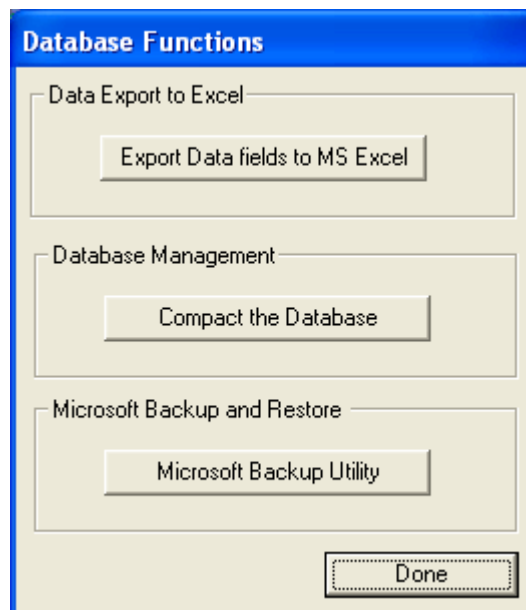 Database Functions
Data Export to Excel
Export Data fields to MS Excel
Database Management
Compact the Database
Microsoft Backup and Restore
Microsoft Backup Utility
Done